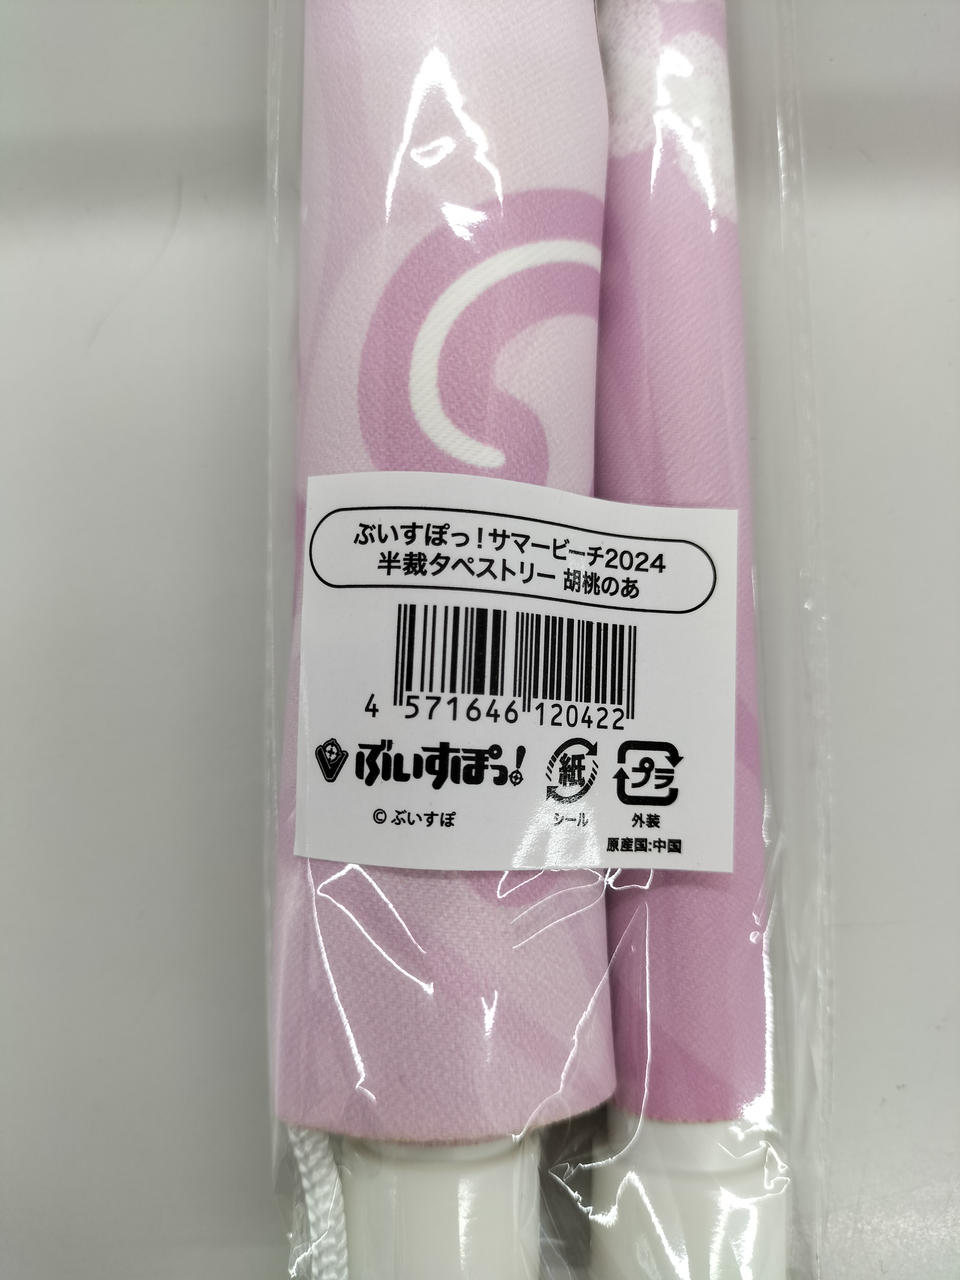 ぶいすぽっ！サマービーチ2024
半裁タペストリー 胡桃のあ
4 571646 120422
ぶいすぽっ!
紙
プラ
© ぶいすぽ
シール
外装
原産国:中国